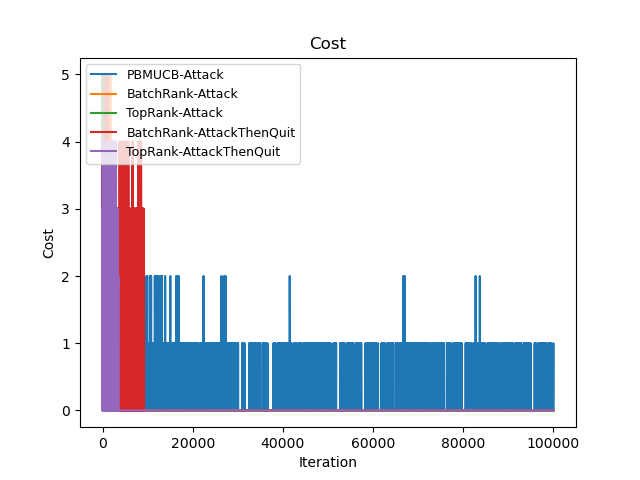 Cost
5
4
3
2
1
0
Cost
PBMUCB-Attack
BatchRank-Attack
TopRank-Attack
BatchRank-AttackThenQuit
TopRank-AttackThenQuit
0 20000 40000 60000 80000 100000
Iteration